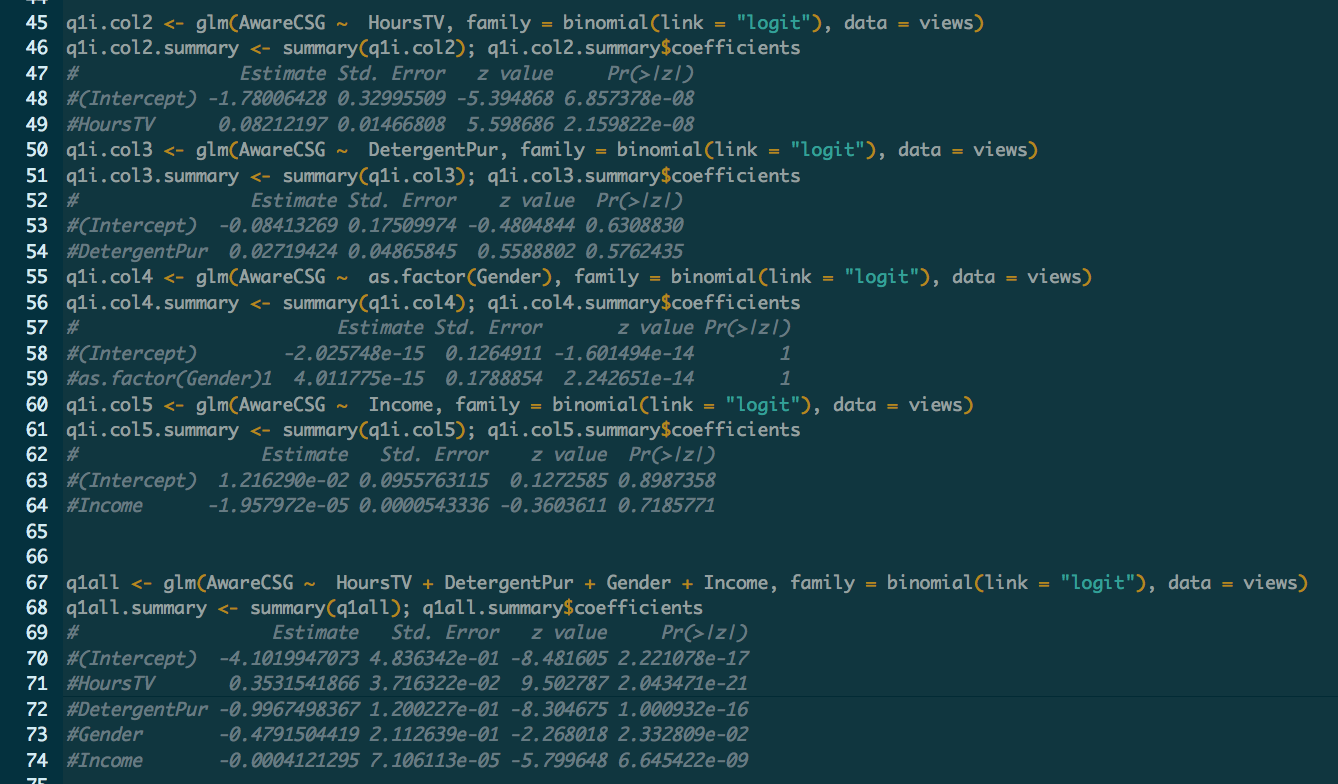 45 q1i.col2 <- glm(AwareCSG ~  HoursTV, family = binomial(link = "logit"), data = views)
46 q1i.col2.summary <- summary(q1i.col2); q1i.col2.summary$coefficients
47 #               Estimate Std. Error   z value     Pr(>|z|)
48 #(Intercept) -1.78006428 0.32995509 -5.394868 6.857378e-08
49 #HoursTV      0.08212197 0.01466808  5.598686 2.159822e-08
50 q1i.col3 <- glm(AwareCSG ~  DetergentPur, family = binomial(link = "logit"), data = views)
51 q1i.col3.summary <- summary(q1i.col3); q1i.col3.summary$coefficients
52 #                Estimate Std. Error    z value  Pr(>|z|)
53 #(Intercept)  -0.08413269 0.17509974 -0.4804844 0.6308830
54 #DetergentPur  0.02719424 0.04865845  0.5588802 0.5762435
55 q1i.col4 <- glm(AwareCSG ~  as.factor(Gender), family = binomial(link = "logit"), data = views)
56 q1i.col4.summary <- summary(q1i.col4); q1i.col4.summary$coefficients
57 #                        Estimate Std. Error       z value Pr(>|z|)
58 #(Intercept)        -2.025748e-15  0.1264911 -1.601494e-14        1
59 #as.factor(Gender)1  4.011775e-15  0.1788854  2.242651e-14        1
60 q1i.col5 <- glm(AwareCSG ~  Income, family = binomial(link = "logit"), data = views)
61 q1i.col5.summary <- summary(q1i.col5); q1i.col5.summary$coefficients
62 #                 Estimate   Std. Error    z value  Pr(>|z|)
63 #(Intercept)  1.216290e-02 0.0955763115  0.1272585 0.8987358
64 #Income      -1.957972e-05 0.0000543336 -0.3603611 0.7185771
65
66
67 q1all <- glm(AwareCSG ~  HoursTV + DetergentPur + Gender + Income, family = binomial(link = "logit"), data = views)
68 q1all.summary <- summary(q1all); q1all.summary$coefficients
69 #                  Estimate   Std. Error   z value     Pr(>|z|)
70 #(Intercept)  -4.1019947073 4.836342e-01 -8.481605 2.221078e-17
71 #HoursTV       0.3531541866 3.716322e-02  9.502787 2.043471e-21
72 #DetergentPur -0.9967498367 1.200227e-01 -8.304675 1.000932e-16
73 #Gender       -0.4791504419 2.112639e-01 -2.268018 2.332809e-02
74 #Income       -0.0004121295 7.106113e-05 -5.799648 6.645422e-09